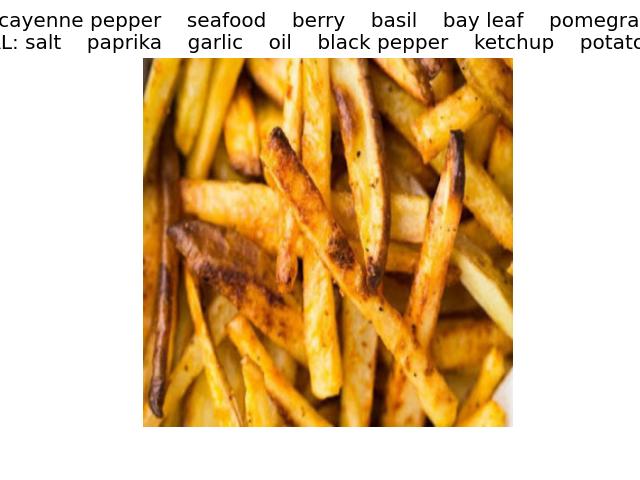 cayenne pepper seafood berry basil bay leaf pomegra
L: salt paprika garlic oil black pepper ketchup potato